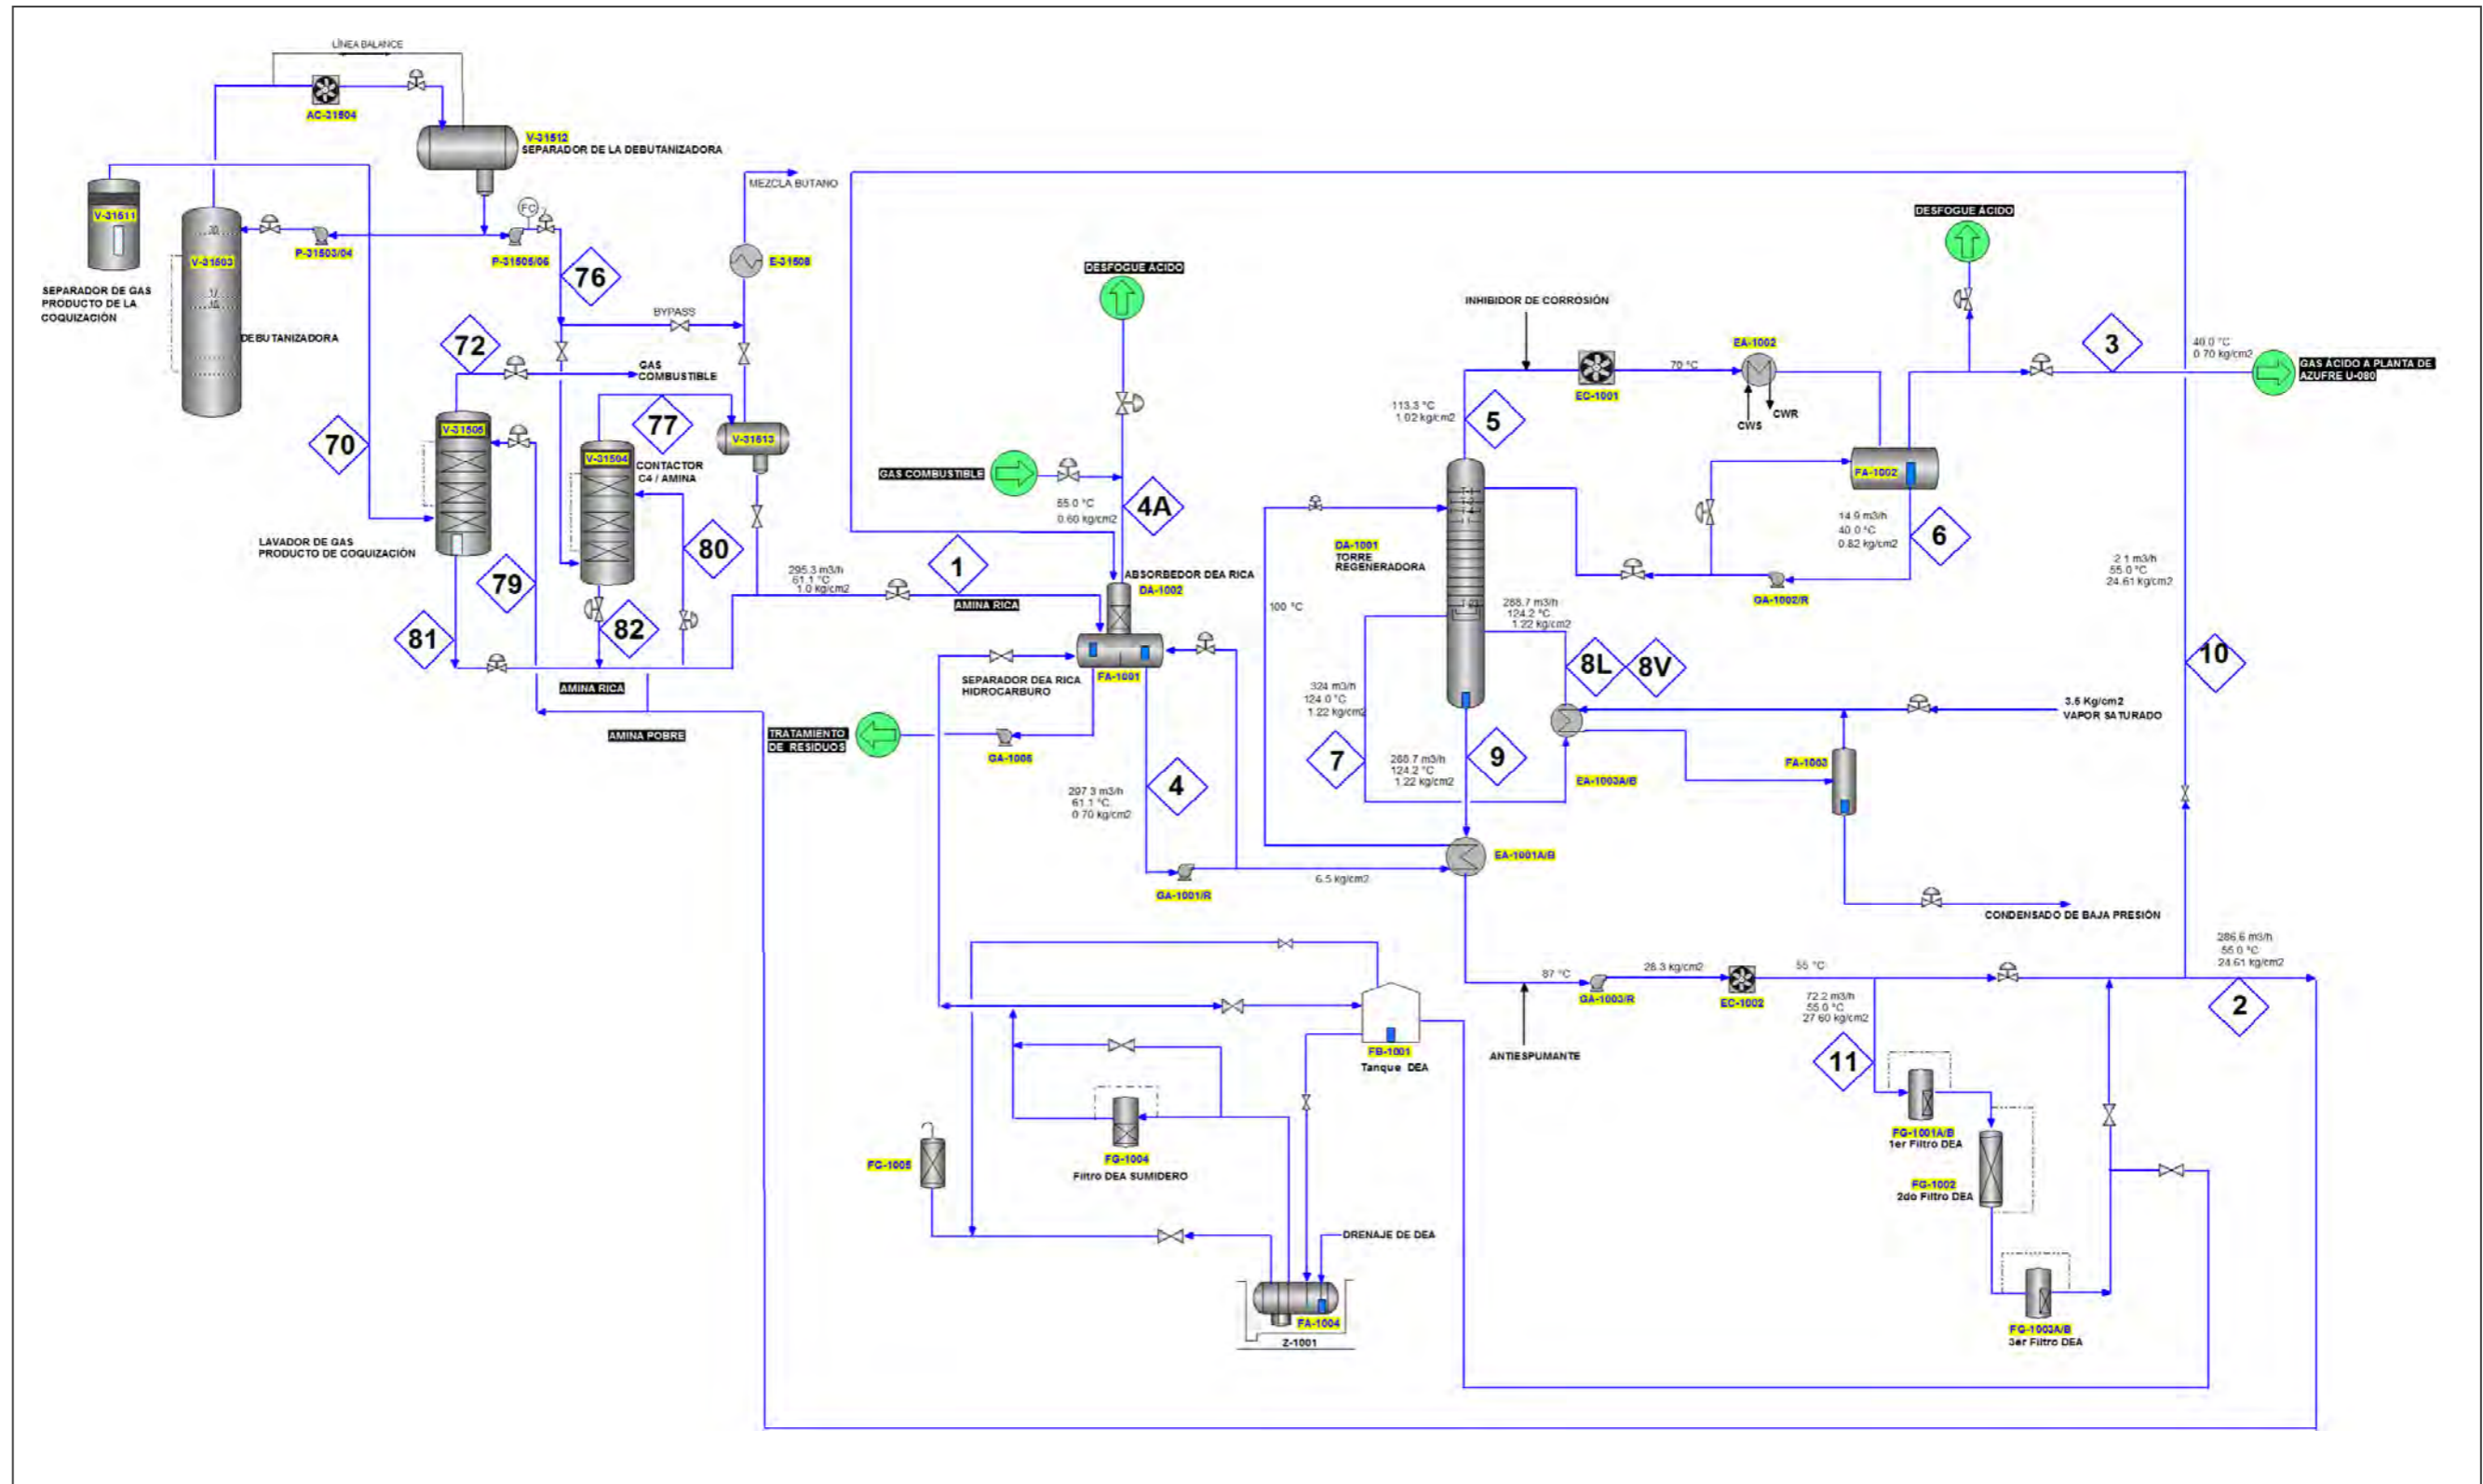 LÍNEA BALANCE
AC-31504
V-31512
SEPARADOR DE LA DEBUTANIZADORA
V-31511
SEPARADOR DE GAS
PRODUCTO DE LA
COQUIZACIÓN
V-31503
DEBUTANIZADORA
P-31503/04
FC
P-31505/06
76
MEZCLA BUTANO
E-31508
BYPASS
72
GAS
COMBUSTIBLE
70
V-31505
77
V-31504
CONTACTOR
C4 / AMINA
V-31513
LAVADOR DE GAS
PRODUCTO DE COQUIZACIÓN
79
80
81
82
AMINA RICA
AMINA POBRE
295.3 m3/h
61.1 °C
1.0 kg/cm2
1
AMINA RICA
DESFOGUE ÁCIDO
GAS COMBUSTIBLE
55.0 °C
0.60 kg/cm2
4A
ABSORBEDOR DEA RICA
DA-1002
SEPARADOR DEA RICA
HIDROCARBURO
FA-1001
TRATAMIENTO
DE RESIDUOS
GA-1006
297.3 m3/h
61.1 °C
0.70 kg/cm2
4
GA-1001/R
6.5 kg/cm2
100 °C
INHIBIDOR DE CORROSIÓN
113.3 °C
1.02 kg/cm2
5
EC-1001
70 °C
EA-1002
CWS
CWR
DESFOGUE ÁCIDO
3
40.0 °C
0.70 kg/cm2
GAS ÁCIDO A PLANTA DE
AZUFRE U-080
FA-1002
14.9 m3/h
40.0 °C
0.82 kg/cm2
6
GA-1002/R
DA-1001
TORRE
REGENERADORA
288.7 m3/h
124.2 °C
1.22 kg/cm2
8L
8V
324 m3/h
124.0 °C
1.22 kg/cm2
7
288.7 m3/h
124.2 °C
1.22 kg/cm2
9
EA-1003A/B
EA-1001A/B
3.5 Kg/cm2
VAPOR SATURADO
FA-1003
CONDENSADO DE BAJA PRESIÓN
2.1 m3/h
55.0 °C
24.61 kg/cm2
10
87 °C
GA-1003/R
28.3 kg/cm2
EC-1002
55 °C
ANTIESPUMANTE
286.6 m3/h
55.0 °C
24.61 kg/cm2
2
72.2 m3/h
55.0 °C
27.60 kg/cm2
11
FG-1001A/B
1er Filtro DEA
FG-1002
2do Filtro DEA
FG-1003A/B
3er Filtro DEA
FB-1001
Tanque DEA
FG-1004
Filtro DEA SUMIDERO
FG-1005
DRENAJE DE DEA
FA-1004
Z-1001